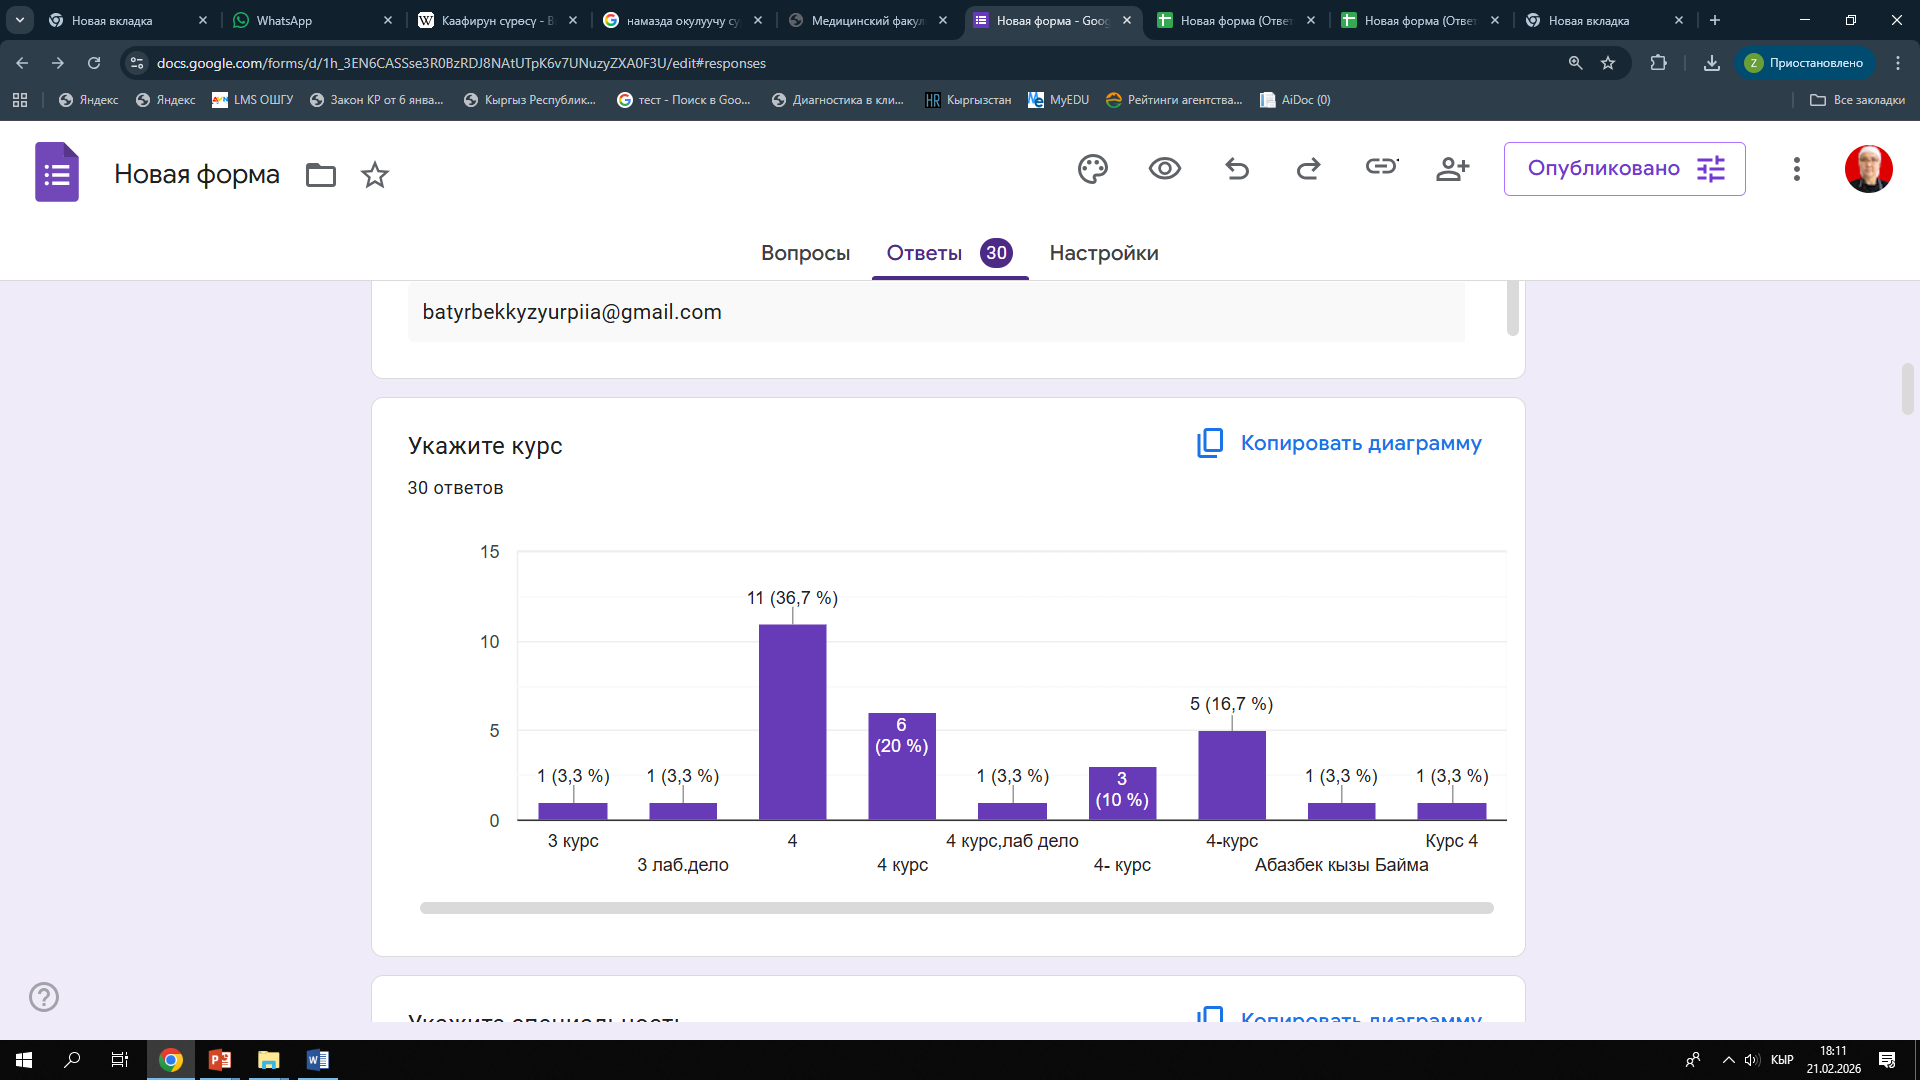 Новая вкладка
WhatsApp
Каафирун сүрөсү - В
намазда окулуучу су
Медицинский факул
Новая форма - Goog
Новая форма (Ответ
Новая форма (Ответ
Новая вкладка
docs.google.com/forms/d/1h_3EN6CASSse3R0BzRDJ8NAtUTpK6v7UNuzyZXA0F3U/edit#responses
Z Приостановлено
Яндекс
Яндекс
LMS ОШГУ
Закон КР от 6 янва...
Кыргыз Республик...
тест - Поиск в Goo...
Диагностика в кли...
HR Кыргызстан
MyEDU
Рейтинги агентства...
AiDoc (0)
Все закладки
Новая форма
Опубликовано
Вопросы
Ответы 30
Настройки
batyrbekkyzyurpiia@gmail.com
Укажите курс
Копировать диаграмму
30 ответов
15
10
5
0
1 (3,3 %)
1 (3,3 %)
11 (36,7 %)
6
(20 %)
1 (3,3 %)
3
(10 %)
5 (16,7 %)
1 (3,3 %)
1 (3,3 %)
3 курс
3 лаб.дело
4
4 курс
4 курс,лаб дело
4- курс
4-курс
Абазбек кызы Байма
Курс 4
Укажите специальность
Копировать диаграмму
КЫР
18:11
21.02.2026